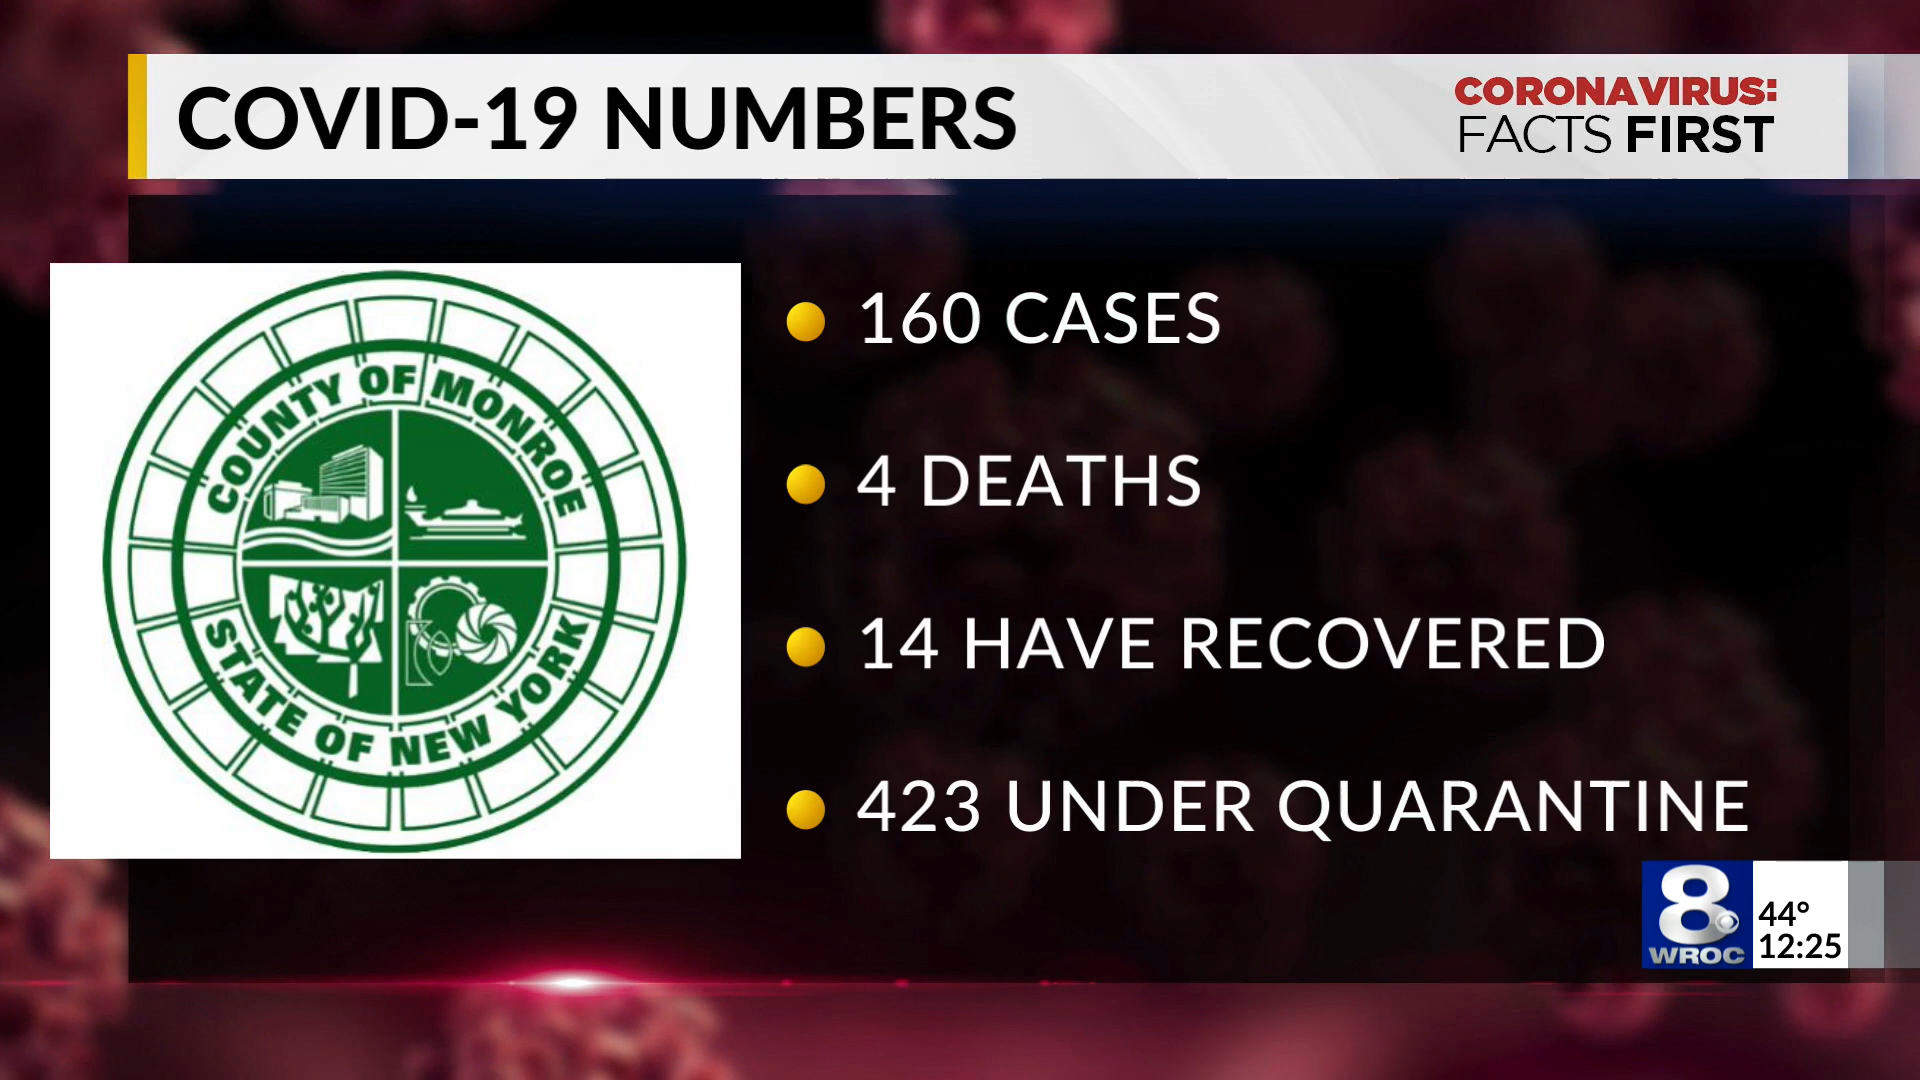 COVID-19 NUMBERS
CORONAVIRUS:
FACTS FIRST
COUNTY OF MONROE
STATE OF NEW YORK
160 CASES
4 DEATHS
14 HAVE RECOVERED
423 UNDER QUARANTINE
8
WROC
44°
12:25